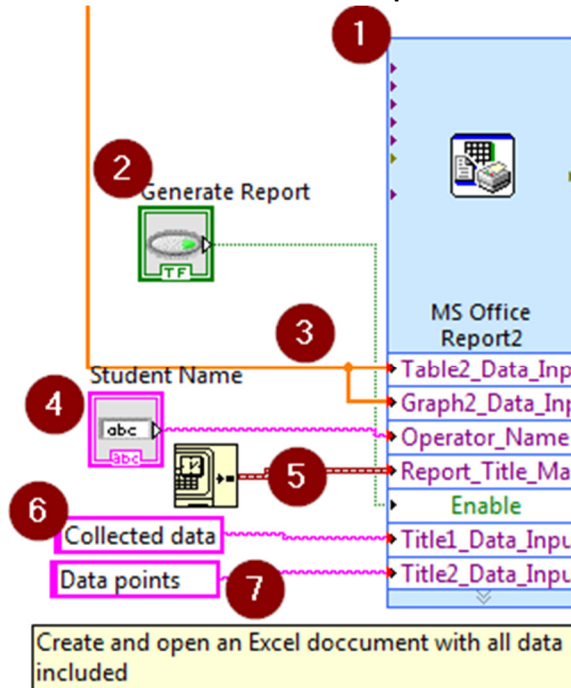 1
2
Generate Report
TF
MS Office
Report2
3
Table2_Data_Inp
Student Name
4
Graph2_Data_Inp
abc
abc
Operator_Name
5
Report_Title_Ma
6
Enable
Collected data
Title1_Data_Inpu
Data points
7
Title2_Data_Inpu
Create and open an Excel doccument with all data
included